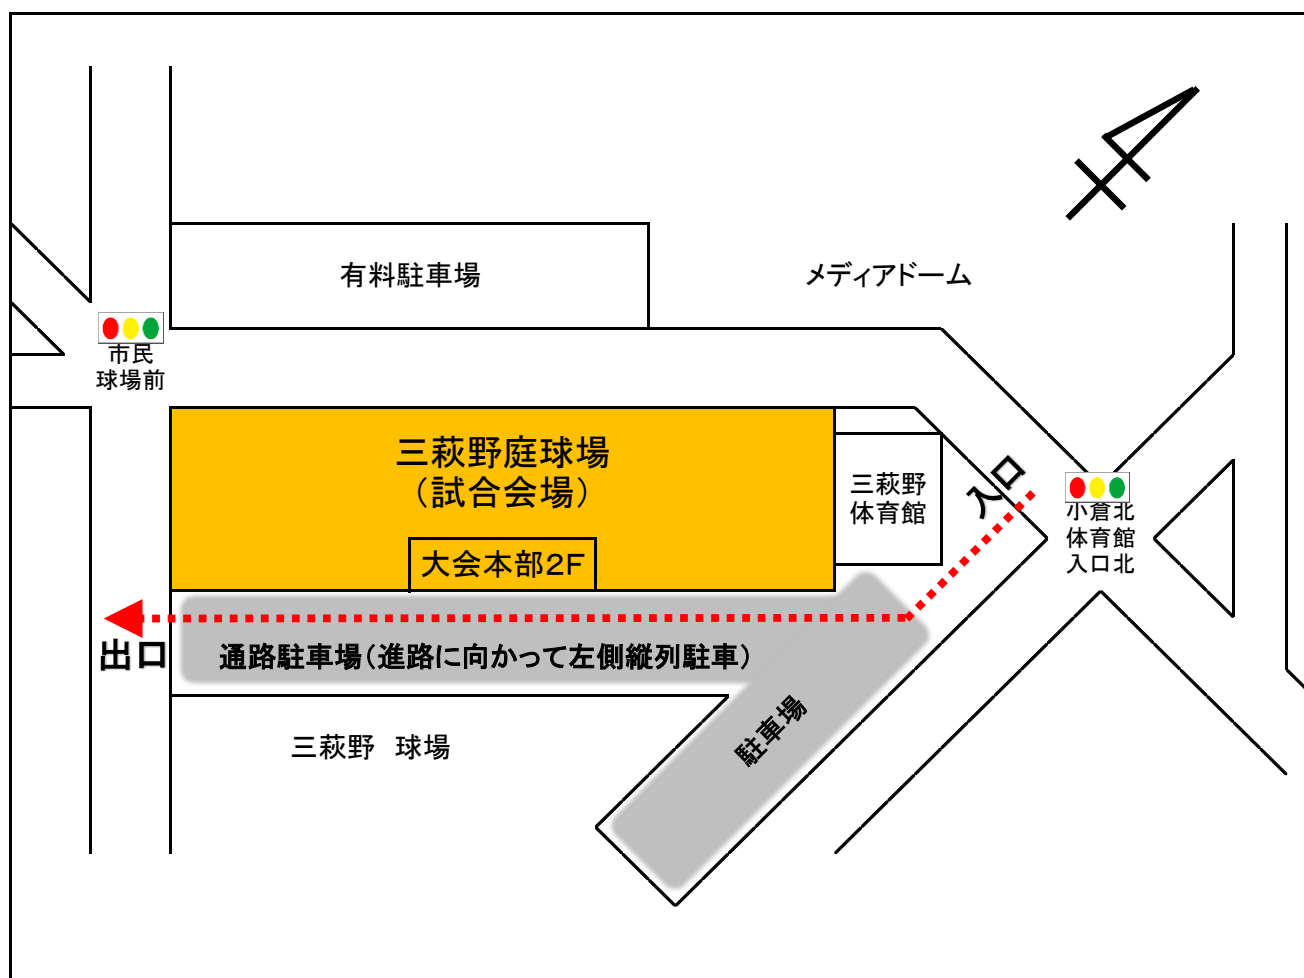 有料駐車場
メディアドーム
市民
球場前
三萩野庭球場
（試合会場）
大会本部２Ｆ
三萩野
体育館
入口
小倉北
体育館
入口北
出口
通路駐車場（進路に向かって左側縦列駐車）
駐車場
三萩野　球場